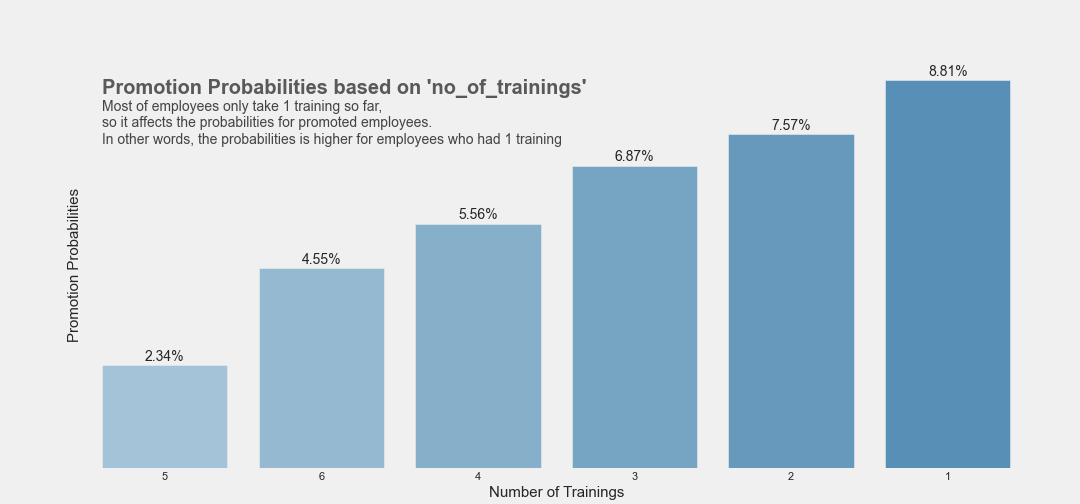 Promotion Probabilities based on 'no_of_trainings'
Most of employees only take 1 training so far,
so it affects the probabilities for promoted employees.
In other words, the probabilities is higher for employees who had 1 training
Promotion Probabilities
2.34%
4.55%
5.56%
6.87%
7.57%
8.81%
5
6
4
3
2
1
Number of Trainings